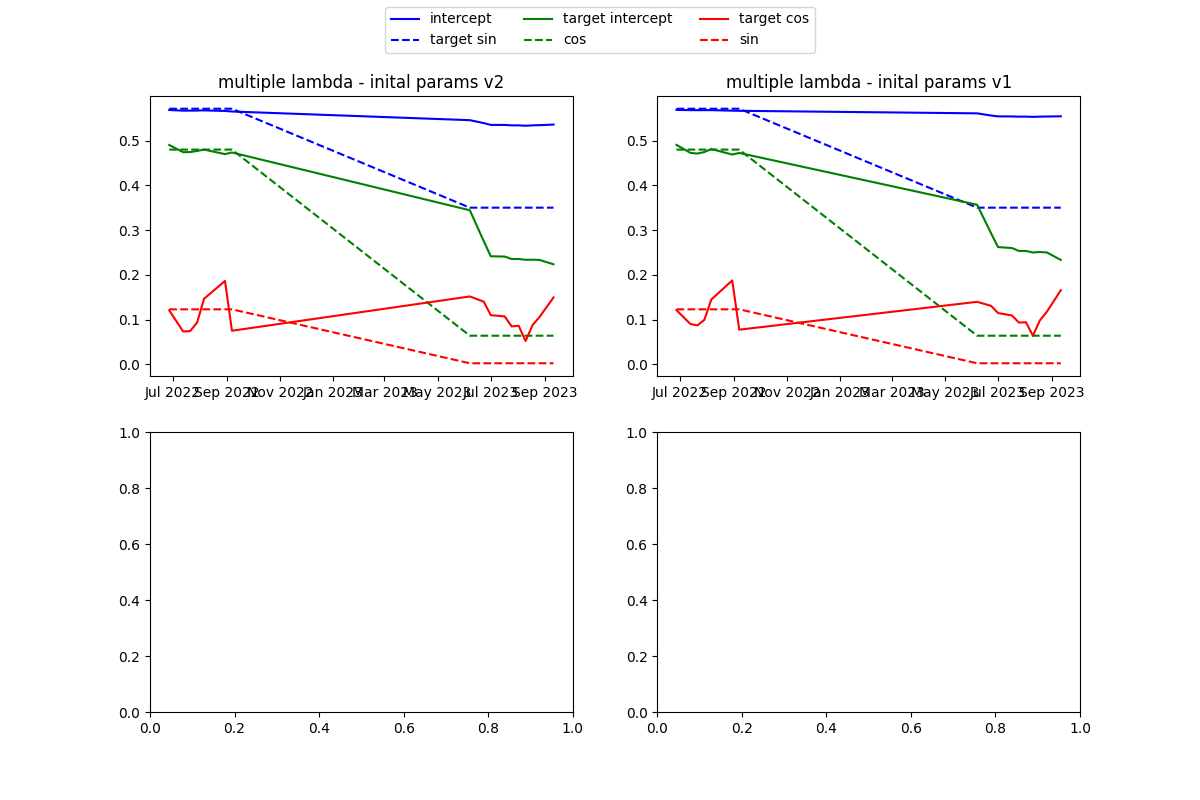 intercept target intercept target cos
target sin cos sin
multiple lambda - inital params v2 multiple lambda - inital params v1
0.5 0.5
0.4 0.4
0.3 0.3
0.2 0.2
0.1 0.1
0.0 0.0
Jul 2022 Sep 2022 Nov 2022 Jan 2023 Mar 2023 May 2023 Jul 2023 Sep 2023 Jul 2022 Sep 2022 Nov 2022 Jan 2023 Mar 2023 May 2023 Jul 2023 Sep 2023
1.0 1.0
0.8 0.8
0.6 0.6
0.4 0.4
0.2 0.2
0.0 0.0
0.0 0.2 0.4 0.6 0.8 1.0 0.0 0.2 0.4 0.6 0.8 1.0